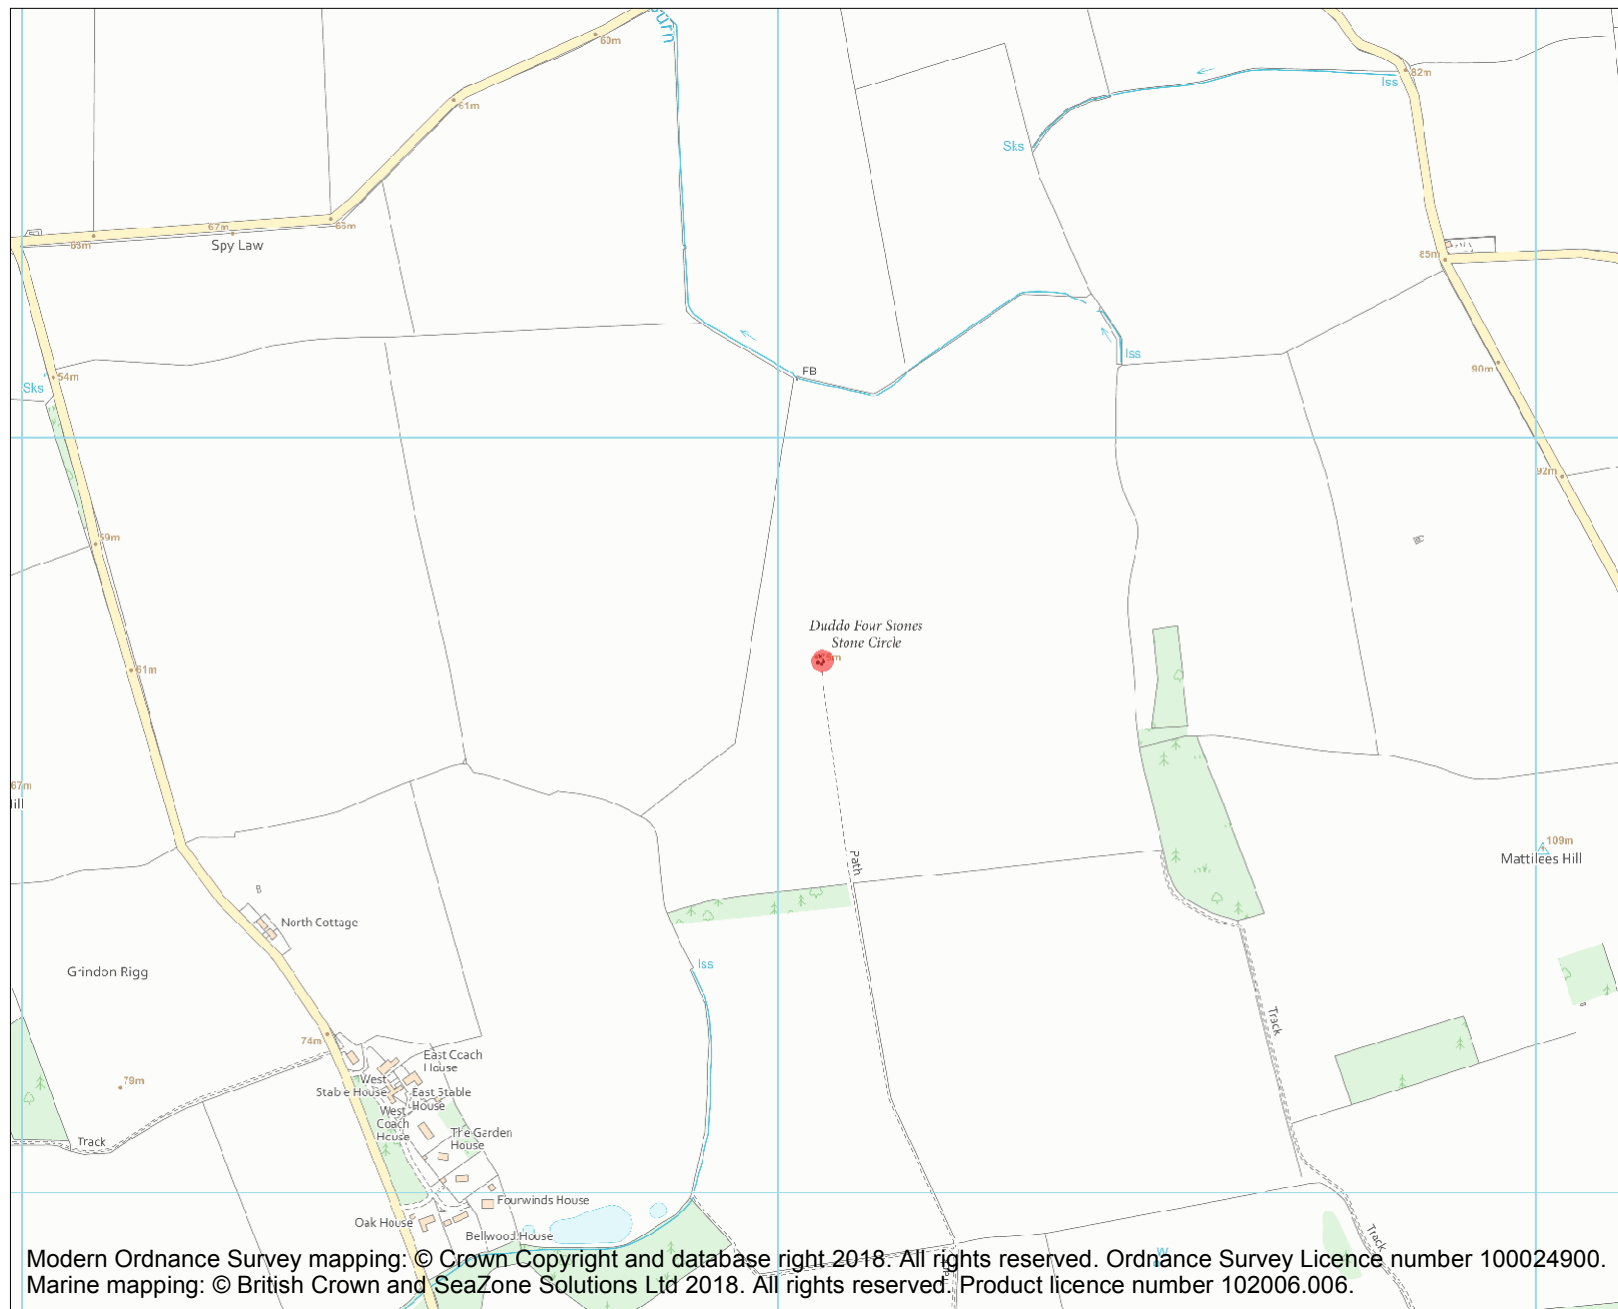 60m
82m
Iss
61m
Sks
67m
66m
63m
Spy Law
85m
Iss
FB
90m
54m
Sks
92m
59m
Duddo Four Stones
Stone Circle
61m
67m
109m
Mattilees Hill
Path
North Cottage
Iss
Grindon Rigg
Track
74m
East Coach
House
79m
West
Stable House
East Stable
House
West
Coach
House
The Garden
House
Track
Fourwinds House
Oak House
Bellwood House
Track
W
Modern Ordnance Survey mapping: © Crown Copyright and database right 2018. All rights reserved. Ordnance Survey Licence number 100024900.
Marine mapping: © British Crown and SeaZone Solutions Ltd 2018. All rights reserved. Product licence number 102006.006.